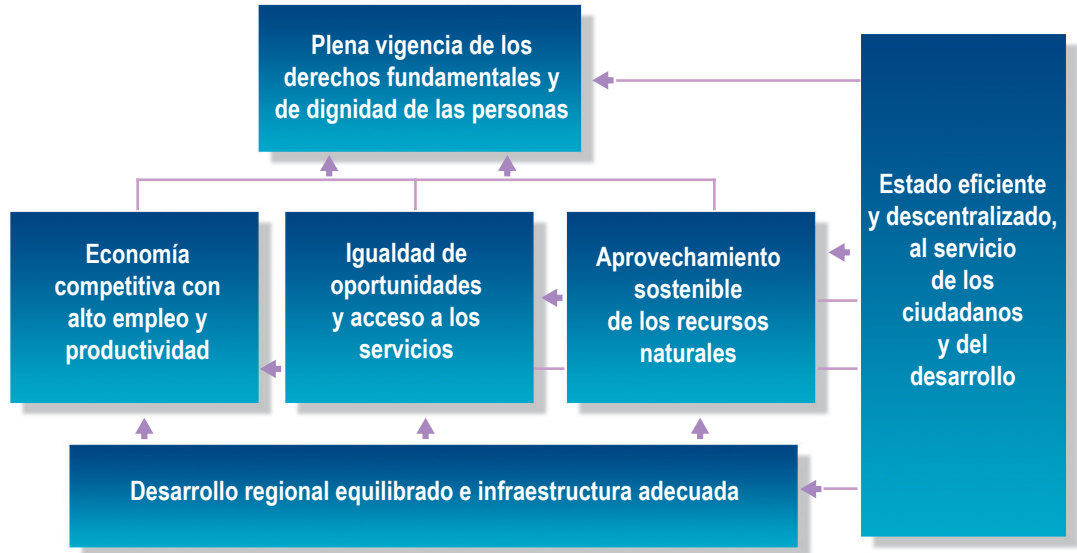 Plena vigencia de los
derechos fundamentales y
de dignidad de las personas
Economía
competitiva con
alto empleo y
productividad
Igualdad de
oportunidades
y acceso a los
servicios
Aprovechamiento
sostenible
de los recursos
naturales
Estado eficiente
y descentralizado,
al servicio
de los
ciudadanos
y del
desarrollo
Desarrollo regional equilibrado e infraestructura adecuada